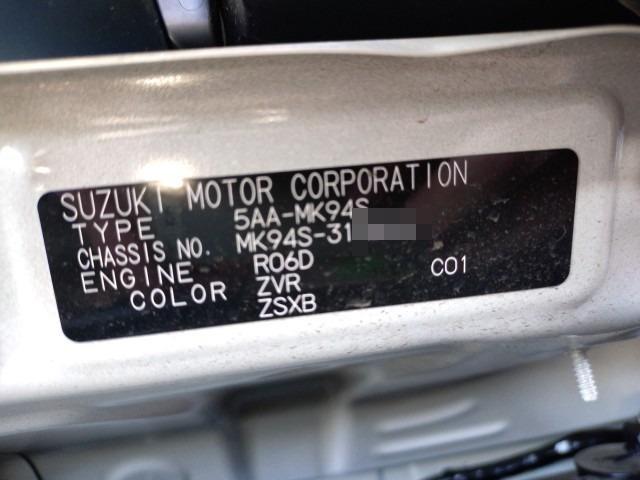 SUZUKI MOTOR CORPORATION
TYPE 5AA-MK94S
CHASSIS NO. MK94S-31
ENGINE R06D
COLOR ZVR C01
ZSXB